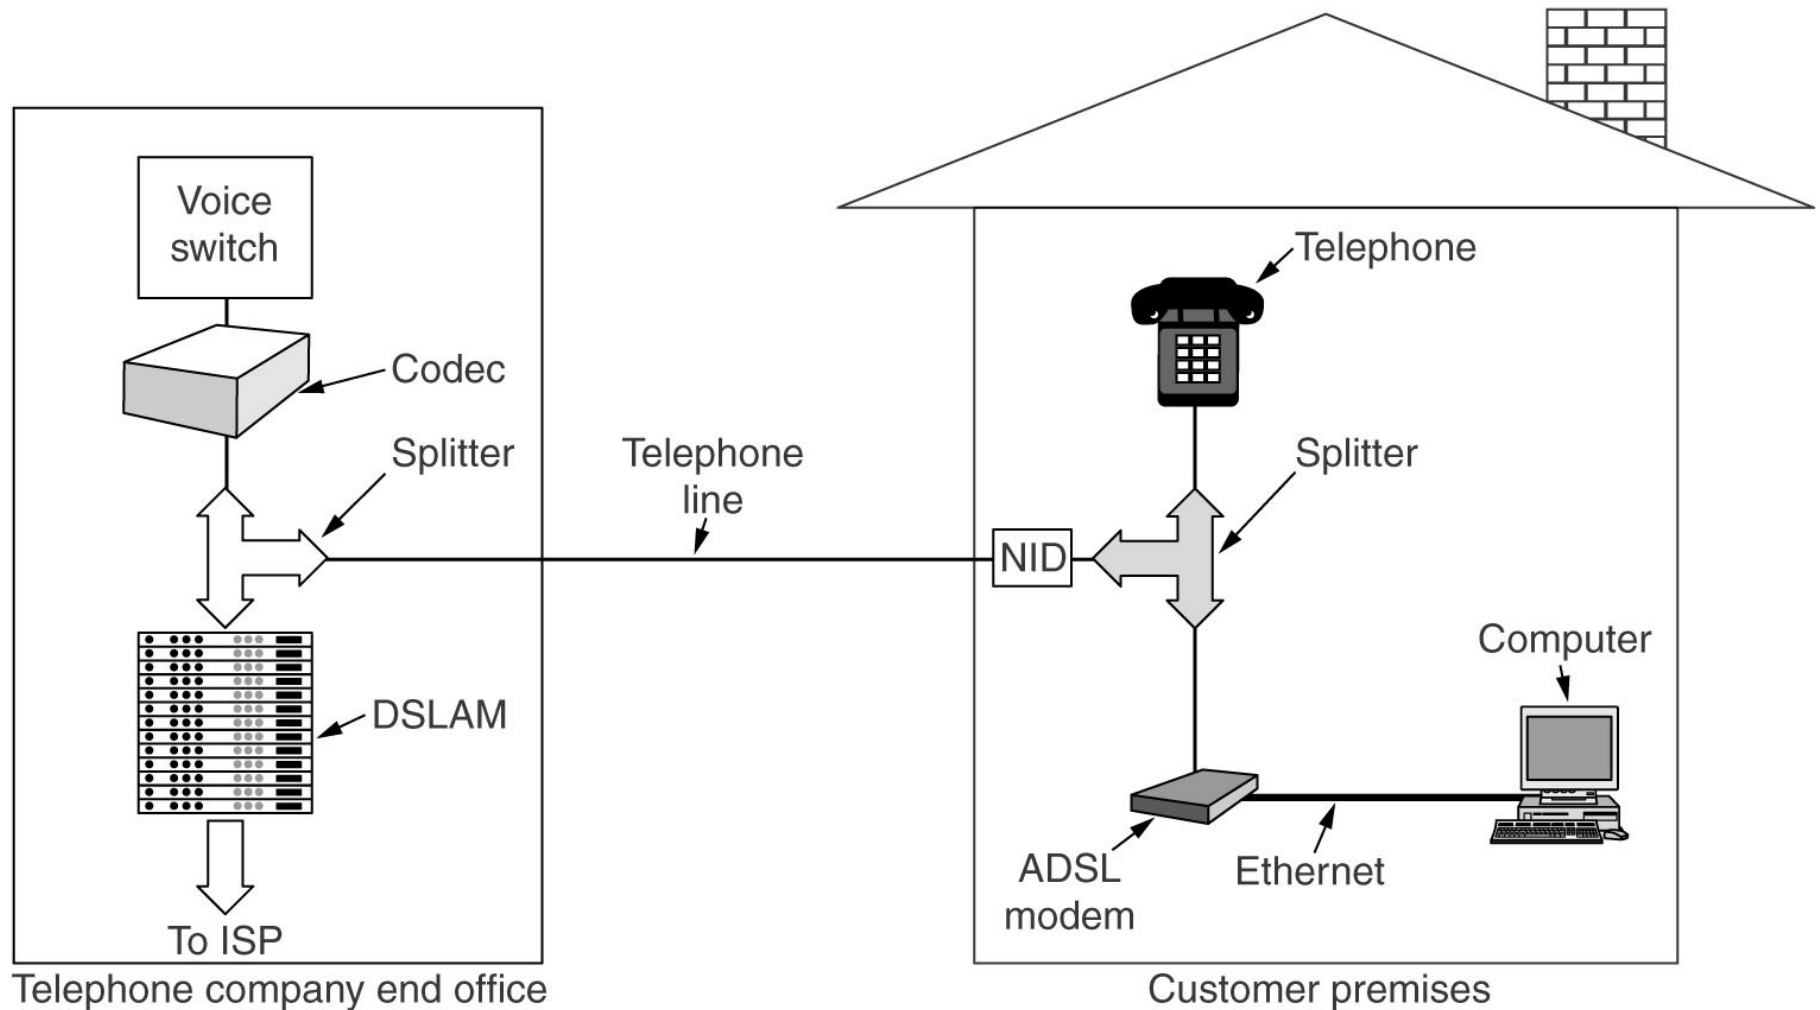 Voice
switch
Codec
Splitter
DSLAM
To ISP
Telephone company end office
Telephone
line
Telephone
Splitter
NID
Computer
ADSL
modem
Ethernet
Customer premises